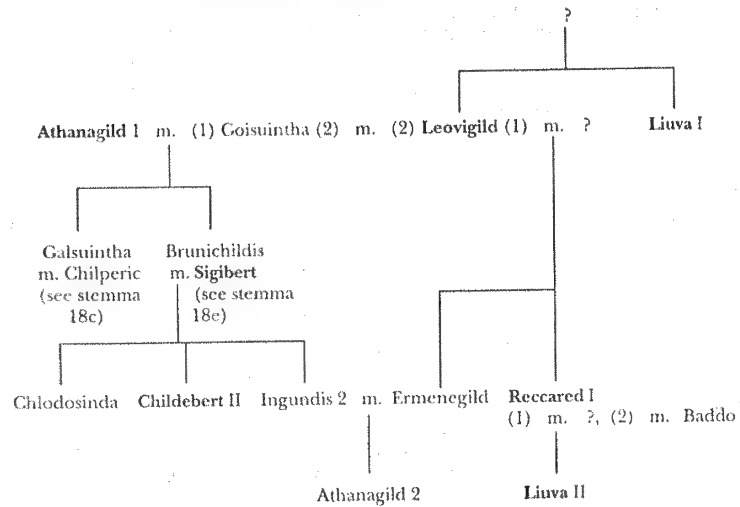 ?
Athanagild 1 m. (1) Goisuintha (2) m. (2) Leovigild (1) m. ? Liuva I
Galsuintha Brunichildis
m. Chilperic m. Sigibert
(see stemma (see stemma
18c) 18e)
Chlodosinda Childebert II Ingundis 2 m. Ermenegild Reccared I
(1) m. ?, (2) m. Baddo
Athanagild 2 Liuva II